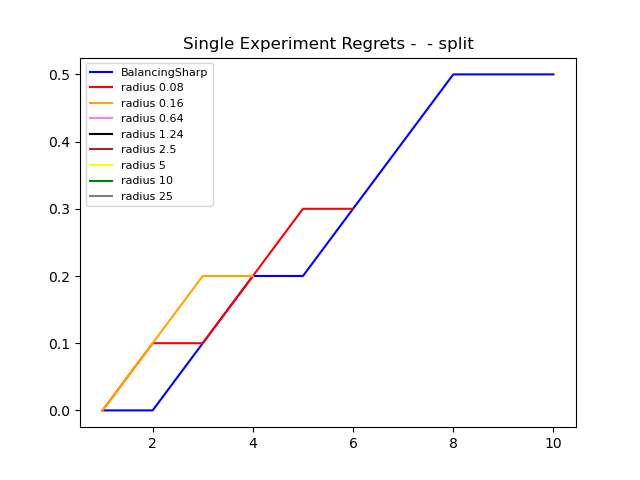 Single Experiment Regrets -  - split
BalancingSharp
radius 0.08
radius 0.16
radius 0.64
radius 1.24
radius 2.5
radius 5
radius 10
radius 25
0.5
0.4
0.3
0.2
0.1
0.0
2 4 6 8 10